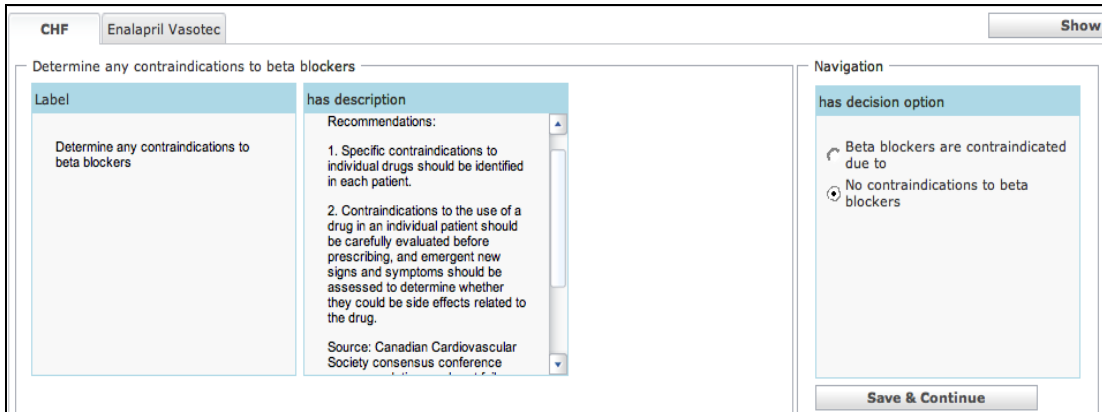 CHF
Enalapril Vasotec
Show
Determine any contraindications to beta blockers
Label
Determine any contraindications to
beta blockers
has description
Recommendations:
1. Specific contraindications to
individual drugs should be identified
in each patient.
2. Contraindications to the use of a
drug in an individual patient should
be carefully evaluated before
prescribing, and emergent new
signs and symptoms should be
assessed to determine whether
they could be side effects related to
the drug.
Source: Canadian Cardiovascular
Society consensus conference
Navigation
has decision option
Beta blockers are contraindicated
due to
No contraindications to beta
blockers
Save & Continue